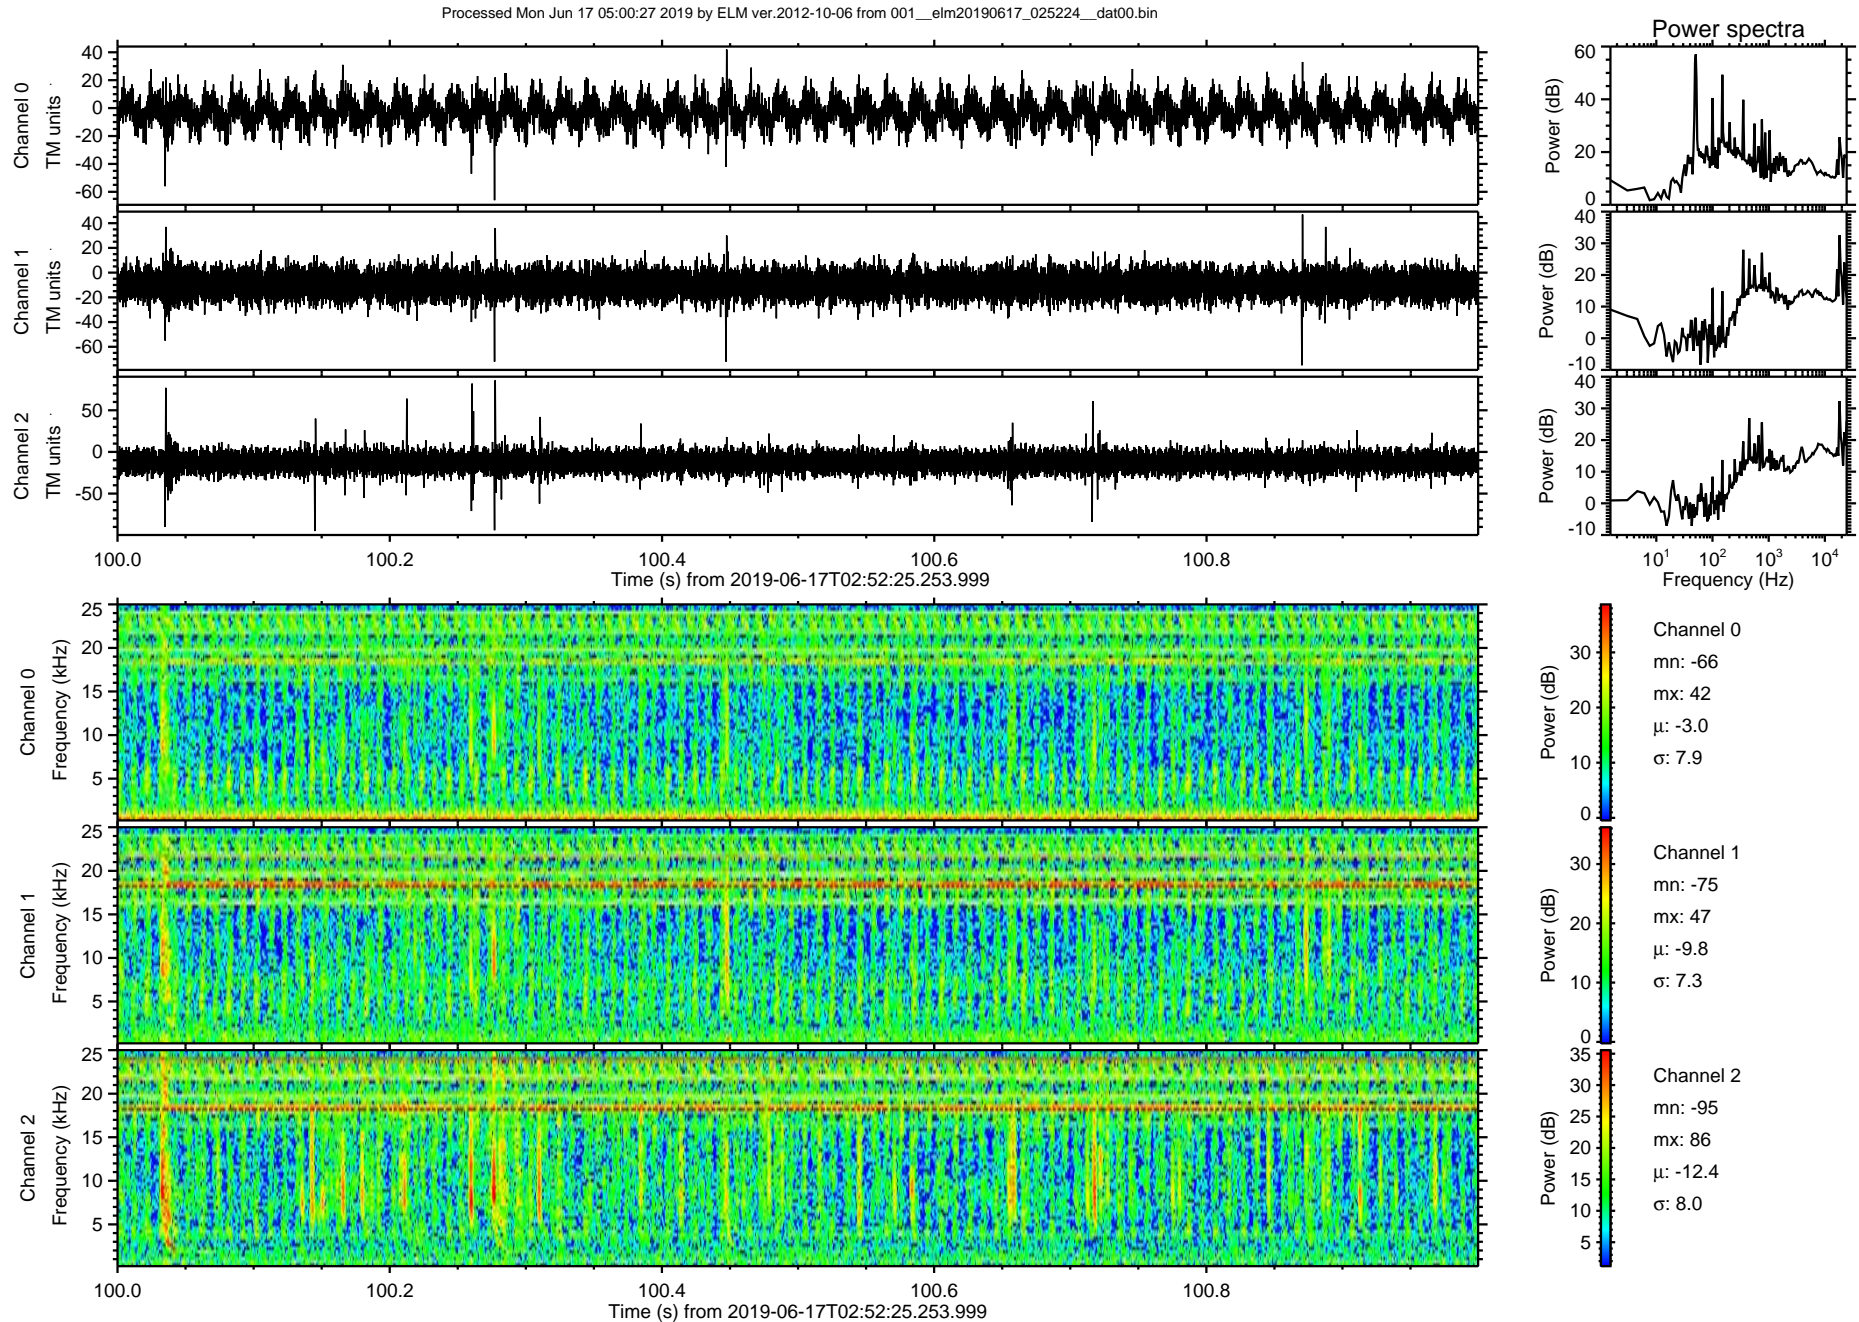 Processed Mon Jun 17 05:00:27 2019 by ELM ver.2012-10-06 from 001__elm20190617_025224__dat00.bin
Power spectra
Channel 0
TM units
40
20
0
-20
-40
-60
Power (dB)
60
40
20
0
Channel 1
TM units
40
20
0
-20
-40
-60
Power (dB)
40
30
20
10
0
-10
Channel 2
TM units
50
0
-50
Power (dB)
40
30
20
10
0
-10
100.0 100.2 100.4 100.6 100.8
Time (s) from 2019-06-17T02:52:25.253.999
10^1 10^2 10^3 10^4
Frequency (Hz)
Channel 0
Frequency (kHz)
25
20
15
10
5
Power (dB)
30
20
10
0
Channel 0
mn: -66
mx: 42
µ: -3.0
σ: 7.9
Channel 1
Frequency (kHz)
25
20
15
10
5
Power (dB)
30
20
10
0
Channel 1
mn: -75
mx: 47
µ: -9.8
σ: 7.3
Channel 2
Frequency (kHz)
25
20
15
10
5
Power (dB)
35
30
25
20
15
10
5
Channel 2
mn: -95
mx: 86
µ: -12.4
σ: 8.0
100.0 100.2 100.4 100.6 100.8
Time (s) from 2019-06-17T02:52:25.253.999